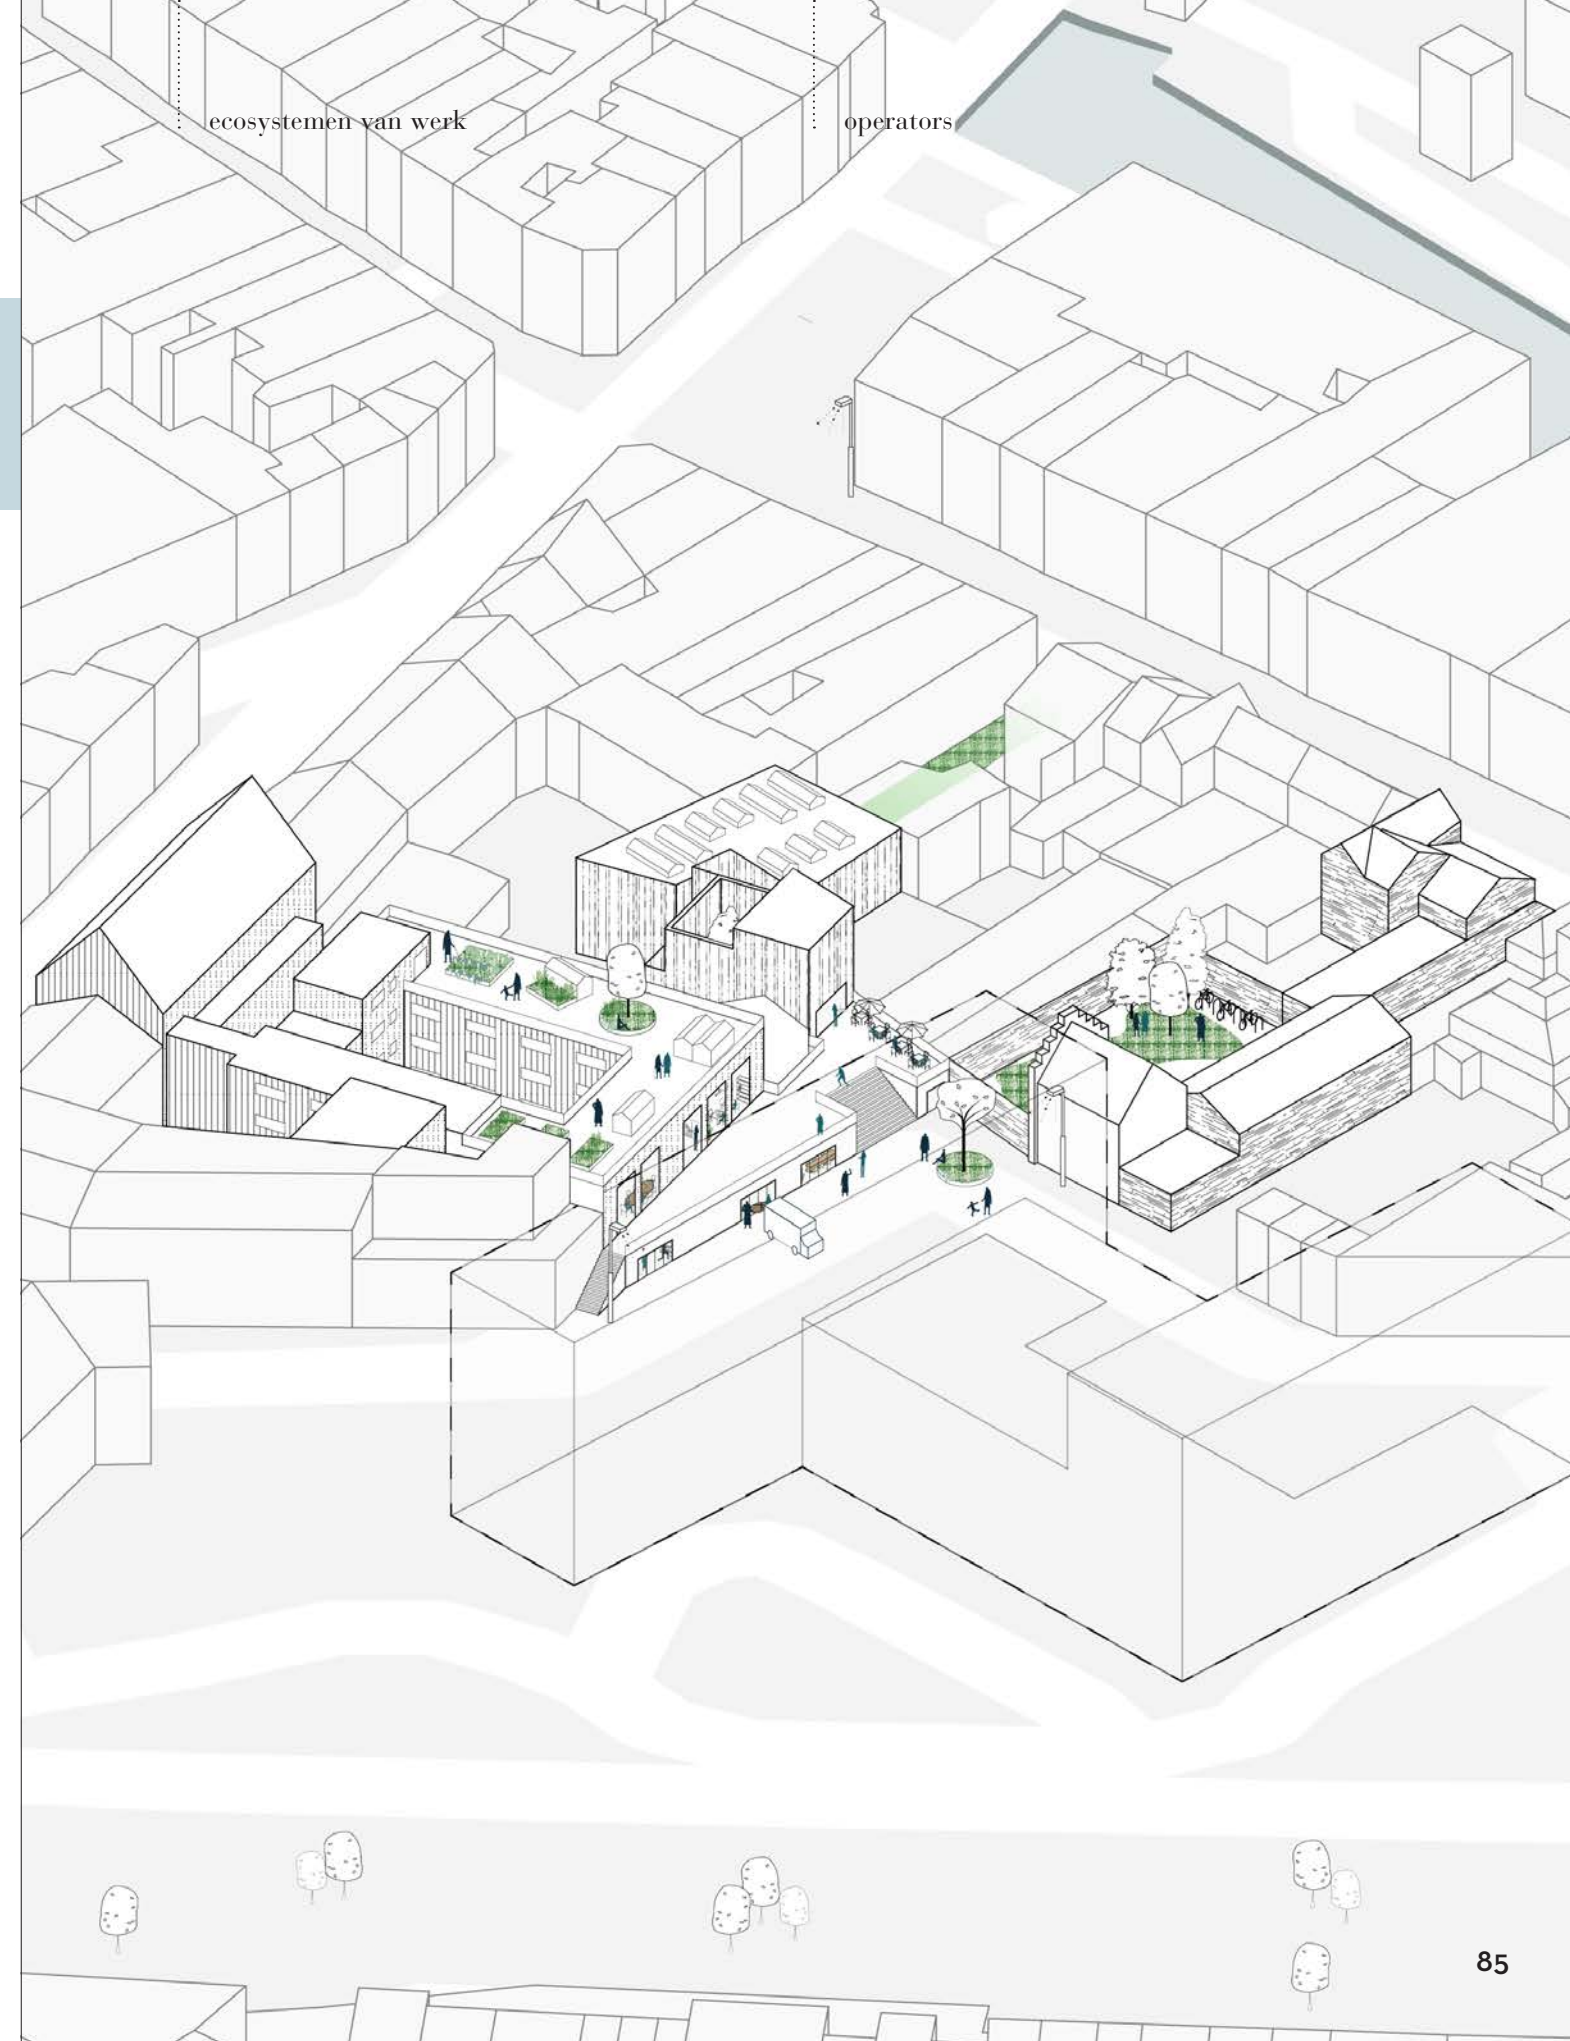 ecosystemen van werk
operators
85